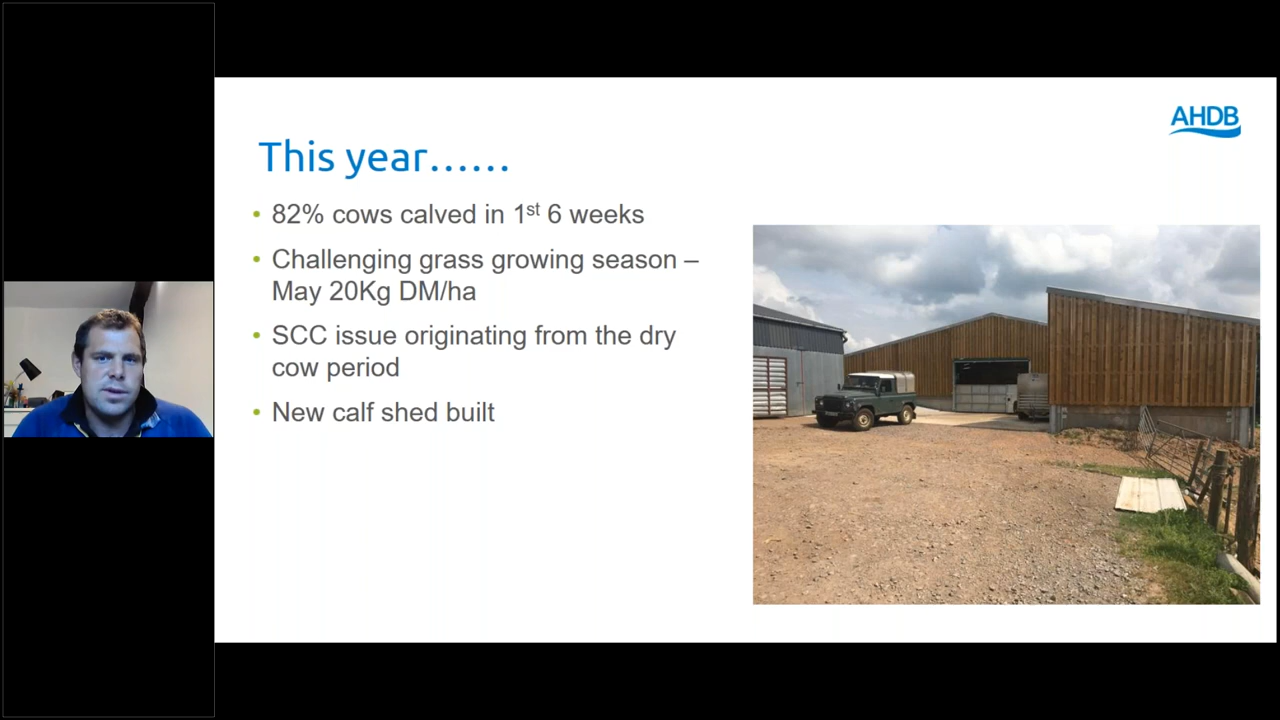 AHDB
This year……
• 82% cows calved in 1st 6 weeks
• Challenging grass growing season –
May 20Kg DM/ha
• SCC issue originating from the dry
cow period
• New calf shed built